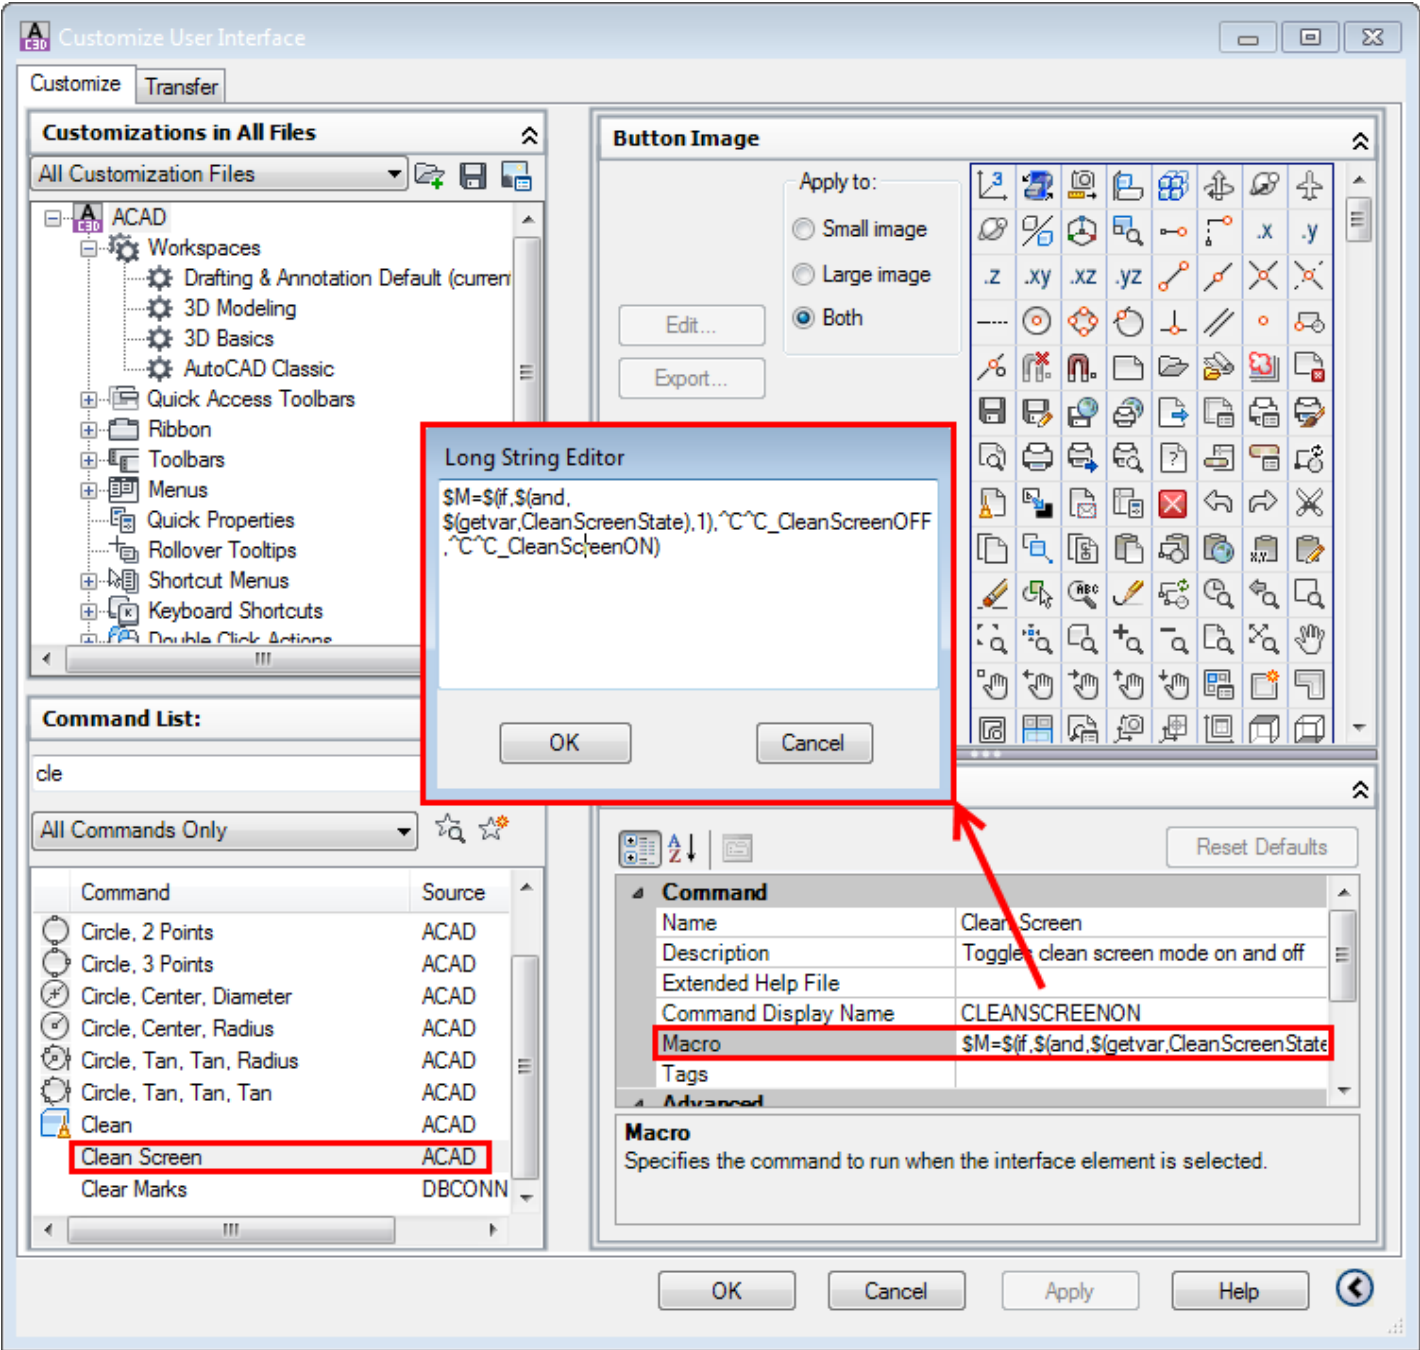 Customize User Interface
Customize
Transfer
Customizations in All Files
All Customization Files
ACAD
Workspaces
Drafting & Annotation Default (curren
3D Modeling
3D Basics
AutoCAD Classic
Quick Access Toolbars
Ribbon
Toolbars
Menus
Quick Properties
Rollover Tooltips
Shortcut Menus
Keyboard Shortcuts
Double Click Actions
Button Image
Apply to:
Small image
Large image
Both
Edit...
Export...
.x
.y
.z
.xy
.xz
.yz
Long String Editor
$M=$(if,$(and,
$(getvar,CleanScreenState),1),^C^C_CleanScreenOFF
,^C^C_CleanScreenON)
OK
Cancel
Command List:
cle
All Commands Only
Command Source
Circle, 2 Points ACAD
Circle, 3 Points ACAD
Circle, Center, Diameter ACAD
Circle, Center, Radius ACAD
Circle, Tan, Tan, Radius ACAD
Circle, Tan, Tan, Tan ACAD
Clean ACAD
Clean Screen ACAD
Clear Marks DBCONN
Reset Defaults
Command
Name Clean Screen
Description Toggles clean screen mode on and off
Extended Help File
Command Display Name CLEANSCREENON
Macro $M=$(if,$(and,$(getvar,CleanScreenState
Tags
Advanced
Macro
Specifies the command to run when the interface element is selected.
OK
Cancel
Apply
Help